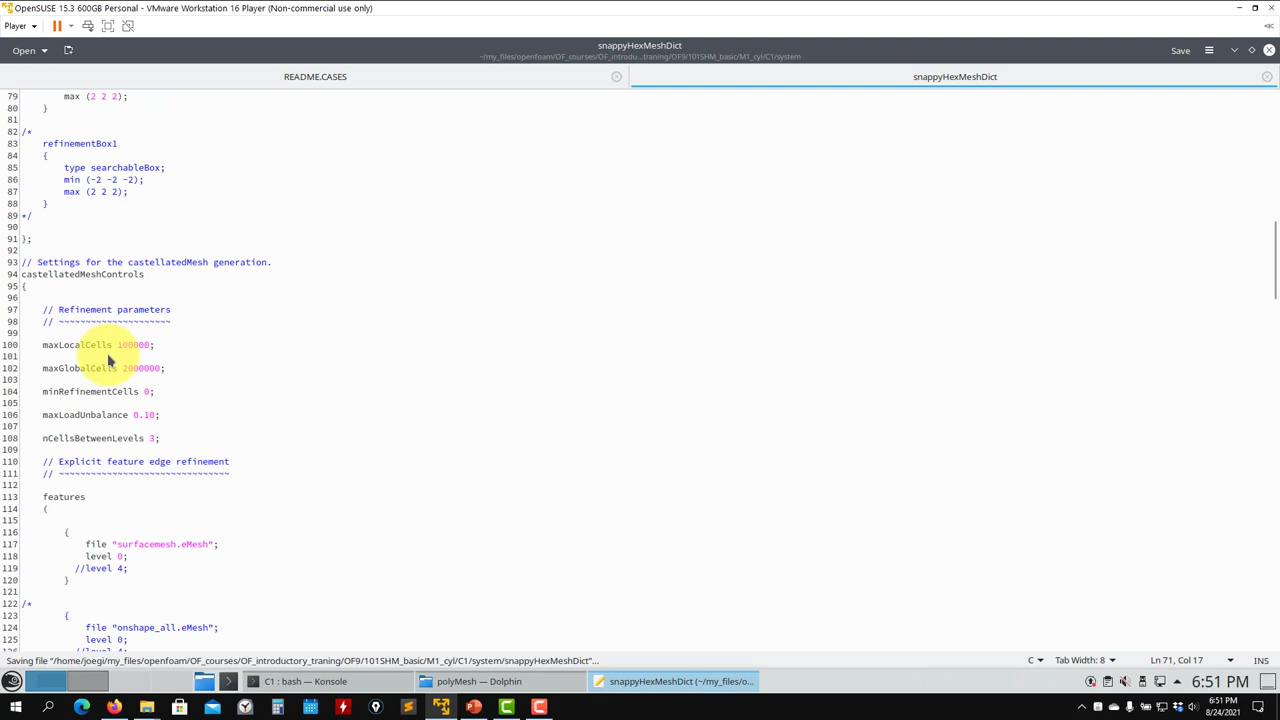 OpenSUSE 15.3 600GB Personal - VMware Workstation 16 Player (Non-commercial use only)
Player
Open
snappyHexMeshDict
~/my_files/openfoam/OF_courses/OF_introdu...traning/OF9/101SHM_basic/M1_cyl/C1/system
Save
README.CASES
snappyHexMeshDict
79 max (2 2 2);
80 }
81
82 /*
83 refinementBox1
84 {
85 type searchableBox;
86 min (-2 -2 -2);
87 max (2 2 2);
88 }
89 */
90
91 };
92
93 // Settings for the castellatedMesh generation.
94 castellatedMeshControls
95 {
96
97 // Refinement parameters
98 // ~~~~~~~~~~~~~~~~~~~~~
99
100 maxLocalCells 100000;
101
102 maxGlobalCells 2000000;
103
104 minRefinementCells 0;
105
106 maxLoadUnbalance 0.10;
107
108 nCellsBetweenLevels 3;
109
110 // Explicit feature edge refinement
111 // ~~~~~~~~~~~~~~~~~~~~~~~~~~~~~~~~
112
113 features
114 (
115
116 {
117 file "surfacemesh.eMesh";
118 level 0;
119 //level 4;
120 }
121
122 /*
123 {
124 file "onshape_all.eMesh";
125 level 0;
Saving file "/home/joegi/my_files/openfoam/OF_courses/OF_introductory_traning/OF9/101SHM_basic/M1_cyl/C1/system/snappyHexMeshDict"...
C
Tab Width: 8
Ln 71, Col 17
INS
C1 : bash — Konsole
polyMesh — Dolphin
snappyHexMeshDict (~/my_files/o...
6:51 PM
6:51 PM
8/24/2021